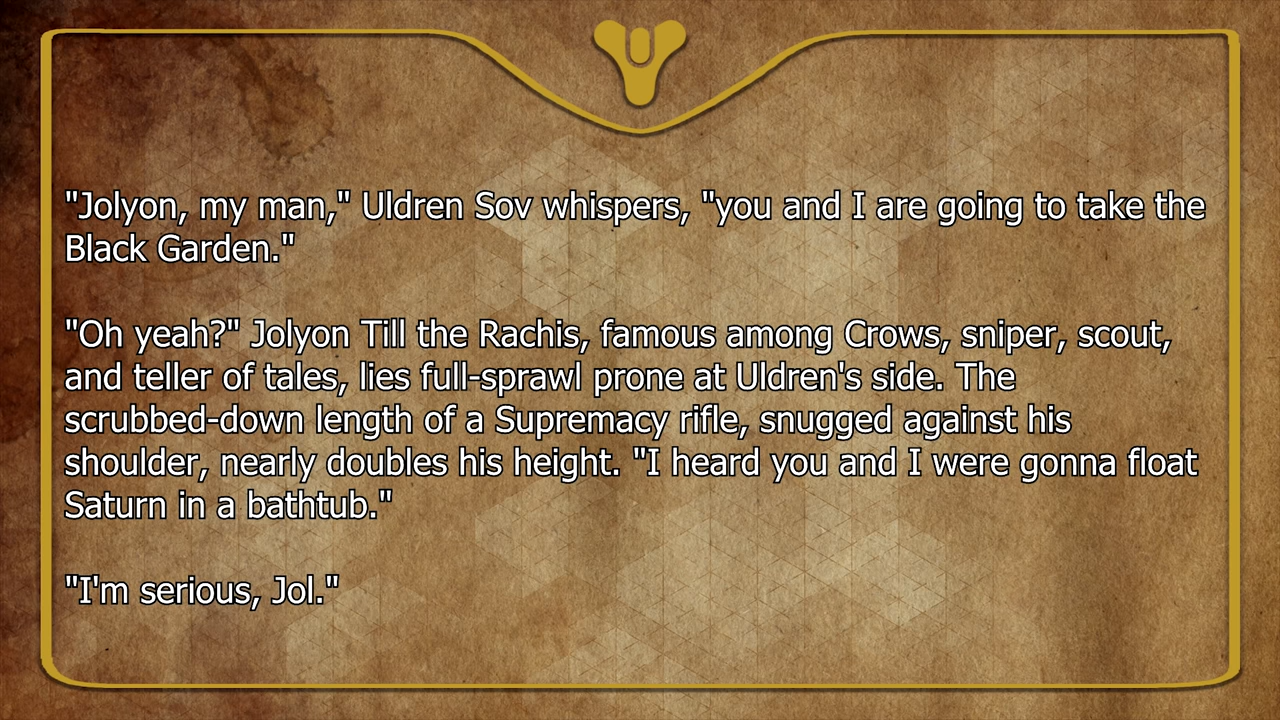 "Jolyon, my man," Uldren Sov whispers, "you and I are going to take the
Black Garden."
"Oh yeah?" Jolyon Till the Rachis, famous among Crows, sniper, scout,
and teller of tales, lies full-sprawl prone at Uldren's side. The
scrubbed-down length of a Supremacy rifle, snugged against his
shoulder, nearly doubles his height. "I heard you and I were gonna float
Saturn in a bathtub."
"I'm serious, Jol."